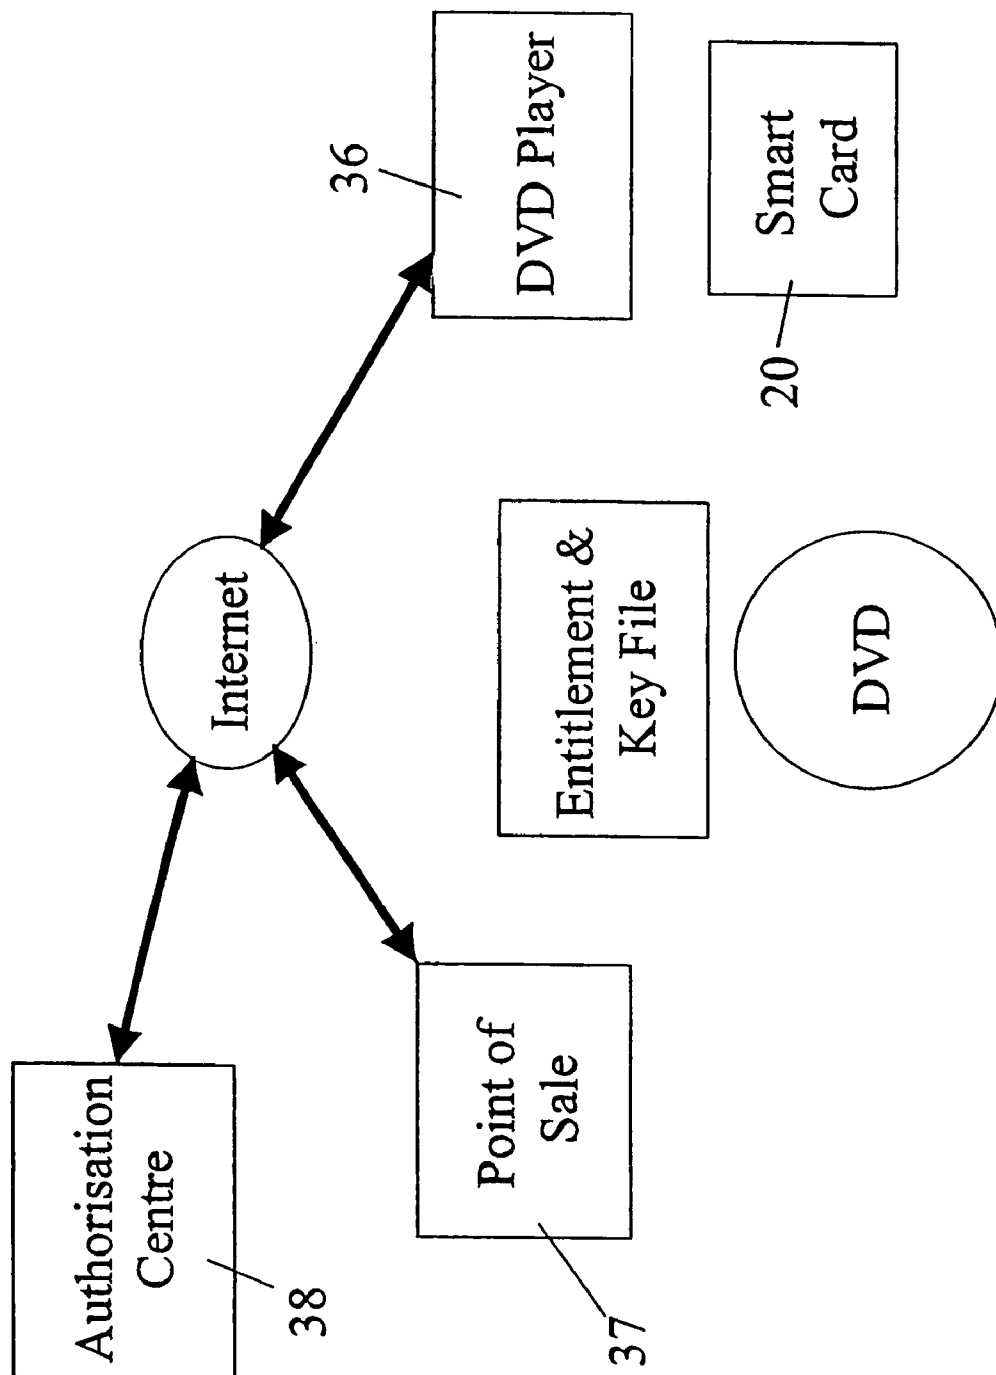 Authorisation
Centre
38
Internet
36
DVD Player
Point of
Sale
37
Entitlement &
Key File
DVD
20
Smart
Card